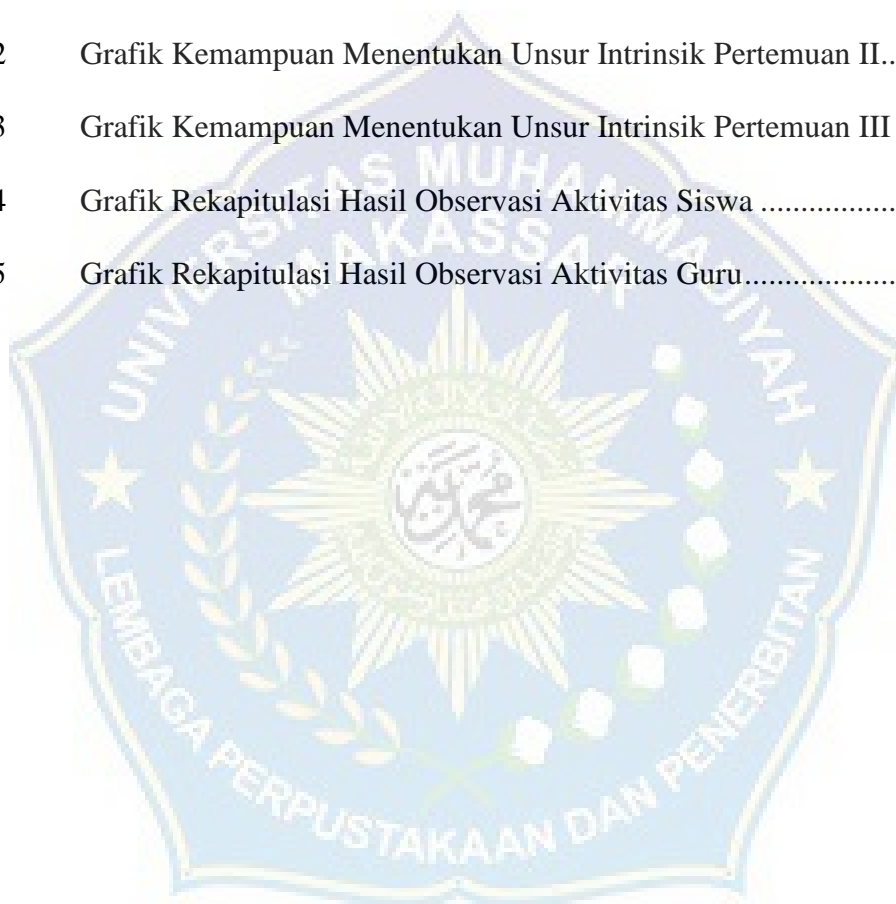 2 Grafik Kemampuan Menentukan Unsur Intrinsik Pertemuan II..
3 Grafik Kemampuan Menentukan Unsur Intrinsik Pertemuan III
4 Grafik Rekapitulasi Hasil Observasi Aktivitas Siswa .................
5 Grafik Rekapitulasi Hasil Observasi Aktivitas Guru...................
UNIVERSITAS MUHAMMADIYAH
MAKASSAR
LEMBAGA PERPUSTAKAAN DAN PENERBITAN